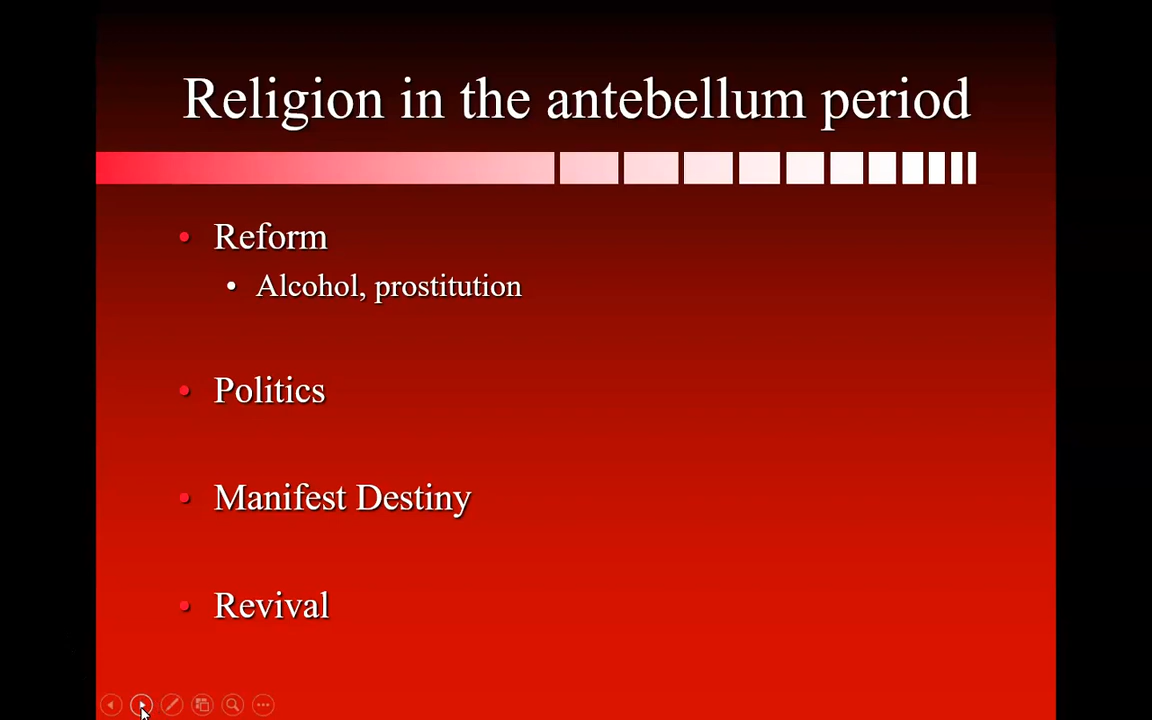 Religion in the antebellum period
• Reform
• Alcohol, prostitution
• Politics
• Manifest Destiny
• Revival